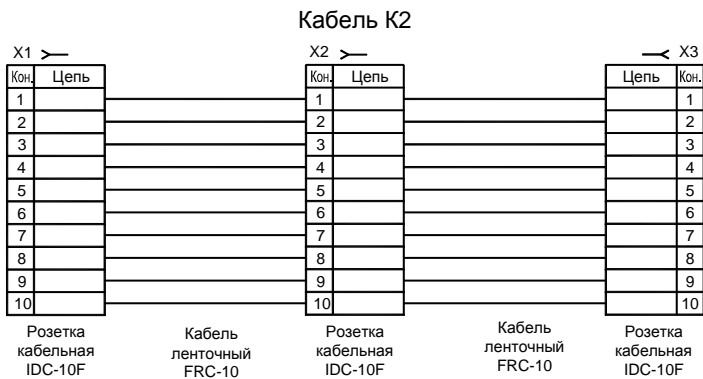 Кабель К2
X1 X2 X3
Кон. Цепь Кон. Цепь Цепь Кон.
1 1 1
2 2 2
3 3 3
4 4 4
5 5 5
6 6 6
7 7 7
8 8 8
9 9 9
10 10 10
Розетка
кабельная
IDC-10F
Кабель
ленточный
FRC-10
Розетка
кабельная
IDC-10F
Кабель
ленточный
FRC-10
Розетка
кабельная
IDC-10F